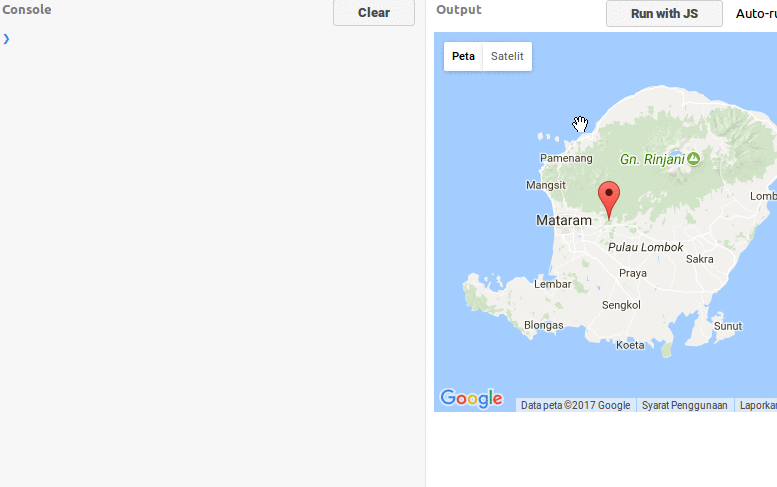 Console
Clear
❯
Output
Run with JS
Auto-ru
Peta
Satelit
Pamenang
Gn. Rinjani
Mangsit
Lomb
Mataram
Pulau Lombok
Sakra
Praya
Lembar
Sengkol
Blongas
Sunut
Koeta
Google
Data peta ©2017 Google
Syarat Penggunaan
Laporkan